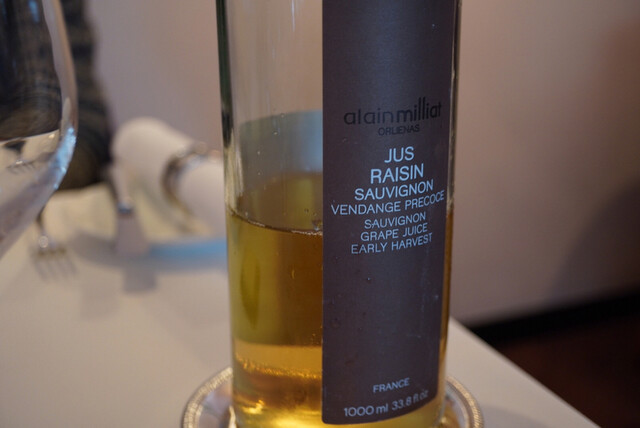 alainmilliat
ORLIENAS
JUS
RAISIN
SAUVIGNON
VENDANGE PRECOCE
SAUVIGNON
GRAPE JUICE
EARLY HARVEST
FRANCE
1000 ml 33.8 fl oz